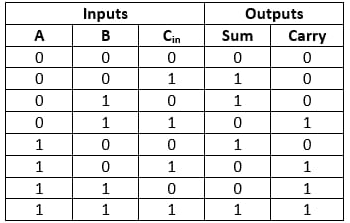 Inputs Outputs
A B Cin Sum Carry
0 0 0 0 0
0 0 1 1 0
0 1 0 1 0
0 1 1 0 1
1 0 0 1 0
1 0 1 0 1
1 1 0 0 1
1 1 1 1 1